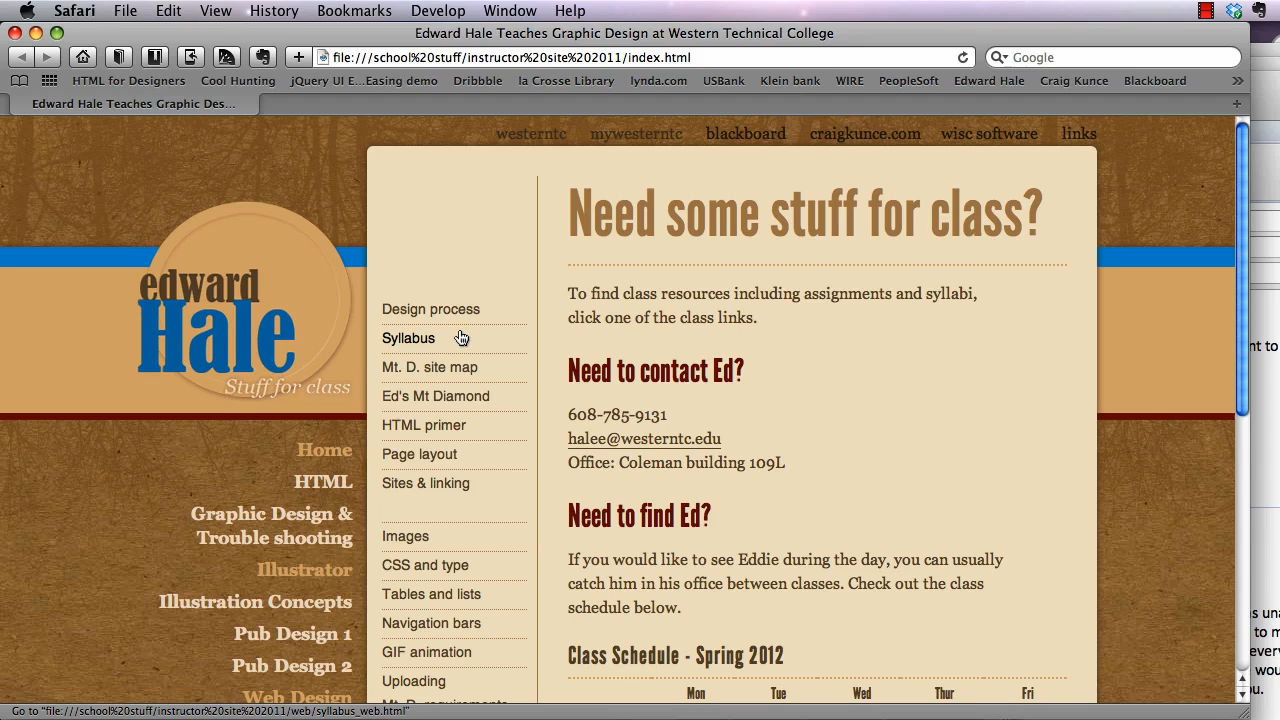 Safari File Edit View History Bookmarks Develop Window Help
Edward Hale Teaches Graphic Design at Western Technical College
file:///school%20stuff/instructor%20site%202011/index.html
Google
HTML for Designers Cool Hunting jQuery UI E...Easing demo Dribbble la Crosse Library lynda.com USBank Klein bank WIRE PeopleSoft Edward Hale Craig Kunce Blackboard
Edward Hale Teaches Graphic Des...
westerntc mywesterntc blackboard craigkunce.com wisc software links
edward
Hale
Stuff for class
Home
HTML
Graphic Design &
Trouble shooting
Illustrator
Illustration Concepts
Pub Design 1
Pub Design 2
Web Design
Design process
Syllabus
Mt. D. site map
Ed's Mt Diamond
HTML primer
Page layout
Sites & linking
Images
CSS and type
Tables and lists
Navigation bars
GIF animation
Uploading
Mt. D. requirements
Need some stuff for class?
To find class resources including assignments and syllabi,
click one of the class links.
Need to contact Ed?
608-785-9131
halee@westerntc.edu
Office: Coleman building 109L
Need to find Ed?
If you would like to see Eddie during the day, you can usually
catch him in his office between classes. Check out the class
schedule below.
Class Schedule - Spring 2012
Mon Tue Wed Thur Fri
Go to "file:///school%20stuff/instructor%20site%202011/web/syllabus_web.html"